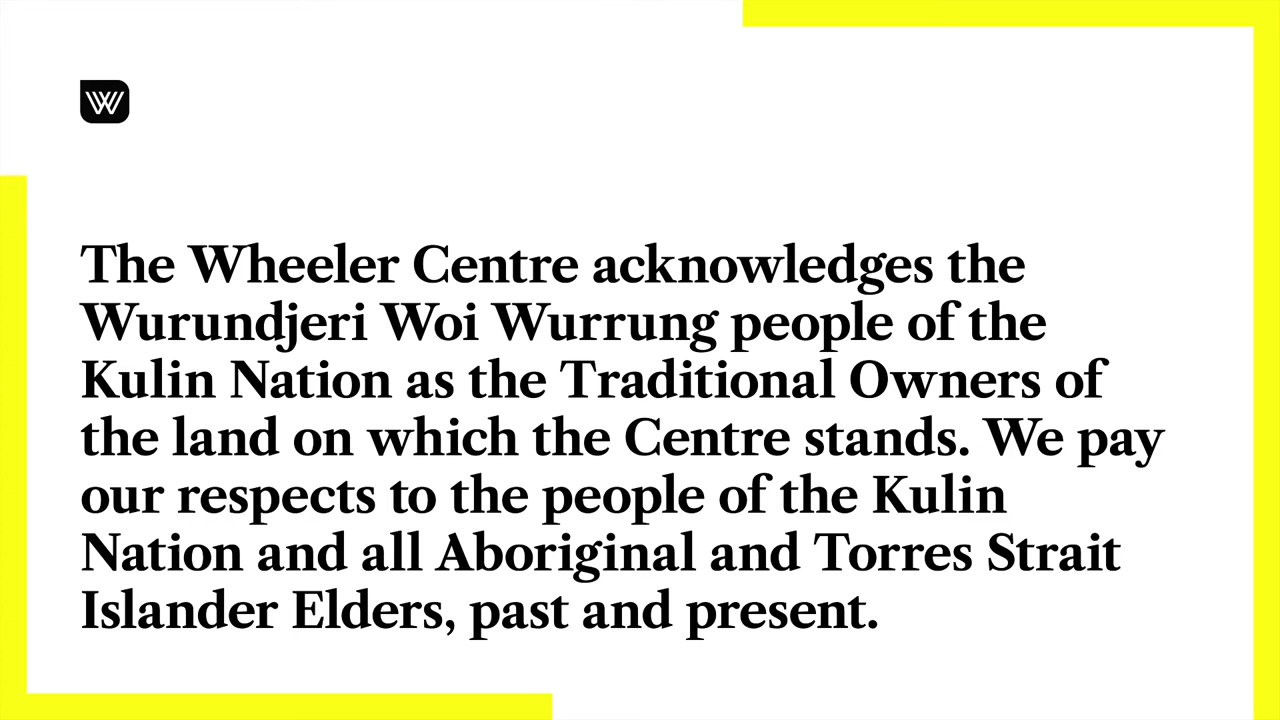 W
The Wheeler Centre acknowledges the
Wurundjeri Woi Wurrung people of the
Kulin Nation as the Traditional Owners of
the land on which the Centre stands. We pay
our respects to the people of the Kulin
Nation and all Aboriginal and Torres Strait
Islander Elders, past and present.